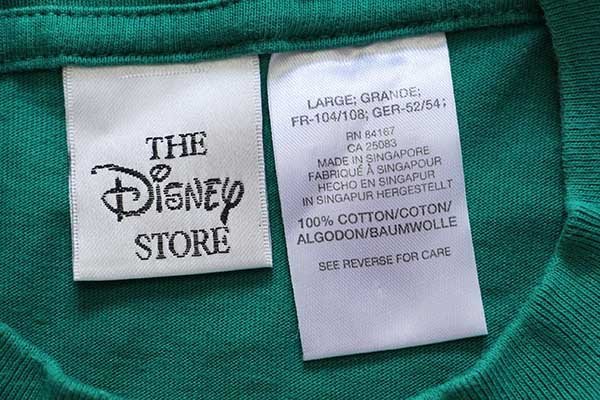 THE
Disney
STORE
LARGE; GRANDE;
FR-104/108; GER-52/54;
RN 84167
CA 25083
MADE IN SINGAPORE
FABRIQUÉ À SINGAPOUR
HECHO EN SINGAPUR
IN SINGAPUR HERGESTELLT
100% COTTON/COTON/
ALGODON/BAUMWOLLE
SEE REVERSE FOR CARE